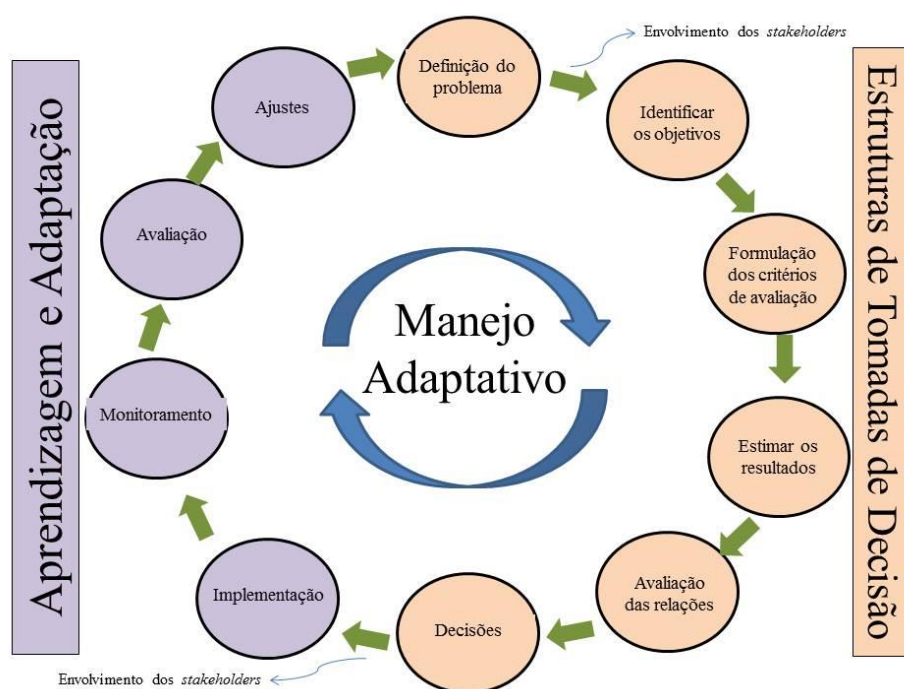 Envolvimento dos stakeholders
Definição do
problema
Identificar
os objetivos
Formulação
dos critérios
de avaliação
Estimar os
resultados
Avaliação
das relações
Decisões
Envolvimento dos stakeholders
Implementação
Monitoramento
Avaliação
Ajustes
Manejo
Adaptativo
Aprendizagem e Adaptação
Estruturas de Tomadas de Decisão